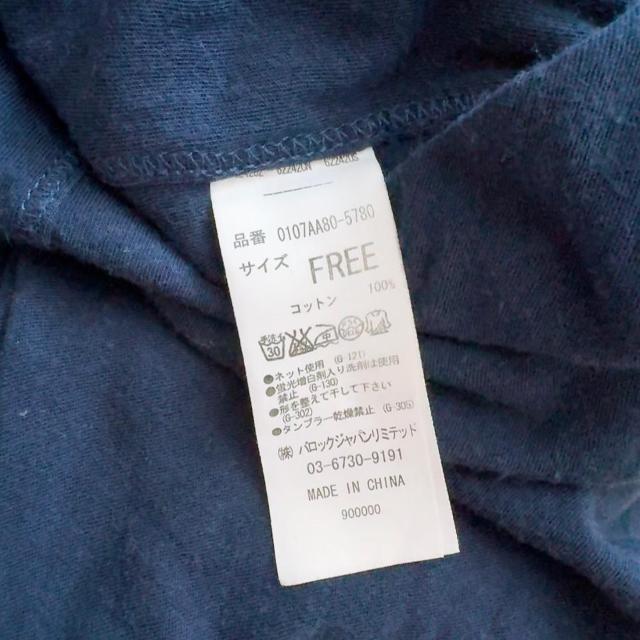 品番 0107AA80-5780
サイズ FREE
コットン 100%
手洗イ
30
●ネット使用 (G-121)
●蛍光増白剤入り洗剤は使用
禁止 (G-130)
●形を整えて干して下さい
(G-302)
●タンブラー乾燥禁止 (G-305)
㈱バロックジャパンリミテッド
03-6730-9191
MADE IN CHINA
900000